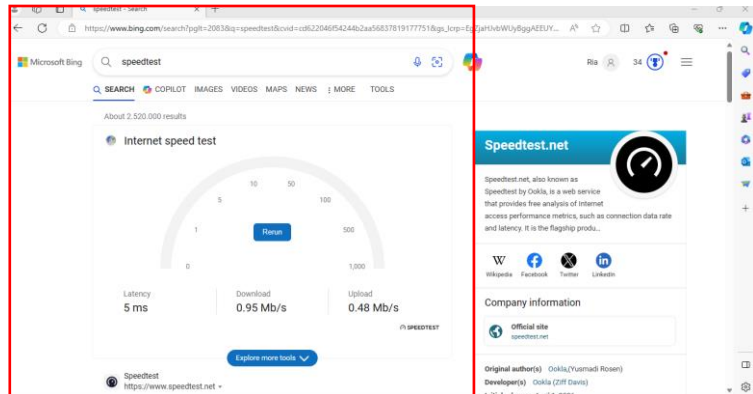 speedtest - Search
https://www.bing.com/search?pglt=2083&q=speedtest&cvid=cd622046f54244b2aa56837819177751&gs_lcrp=EgZjaHJvbWUyBggAEEUY...
Microsoft Bing
speedtest
Ria
34
SEARCH COPILOT IMAGES VIDEOS MAPS NEWS MORE TOOLS
About 2.520.000 results
Internet speed test
0
1
5
10
50
100
500
1,000
Rerun
Latency
5 ms
Download
0.95 Mb/s
Upload
0.48 Mb/s
SPEEDTEST
Explore more tools
Speedtest
https://www.speedtest.net
Speedtest.net
Speedtest.net, also known as
Speedtest by Ookla, is a web service
that provides free analysis of Internet
access performance metrics, such as connection data rate
and latency. It is the flagship produ...
W
Wikipedia Facebook Twitter LinkedIn
Company information
Official site
speedtest.net
Original author(s) Ookla,(Yusmadi Rosen)
Developer(s) Ookla (Ziff Davis)